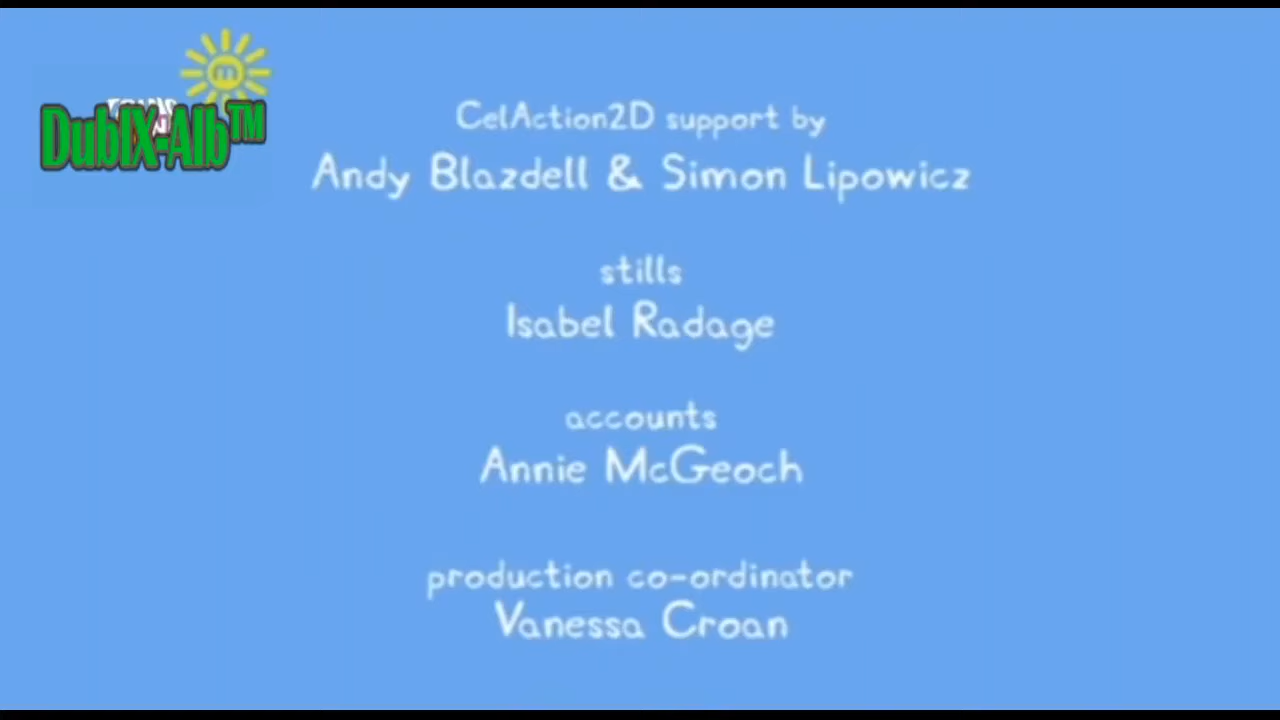 m
DubIX-Alb™
CelAction2D support by
Andy Blazdell & Simon Lipowicz
stills
Isabel Radage
accounts
Annie McGeoch
production co-ordinator
Vanessa Croan